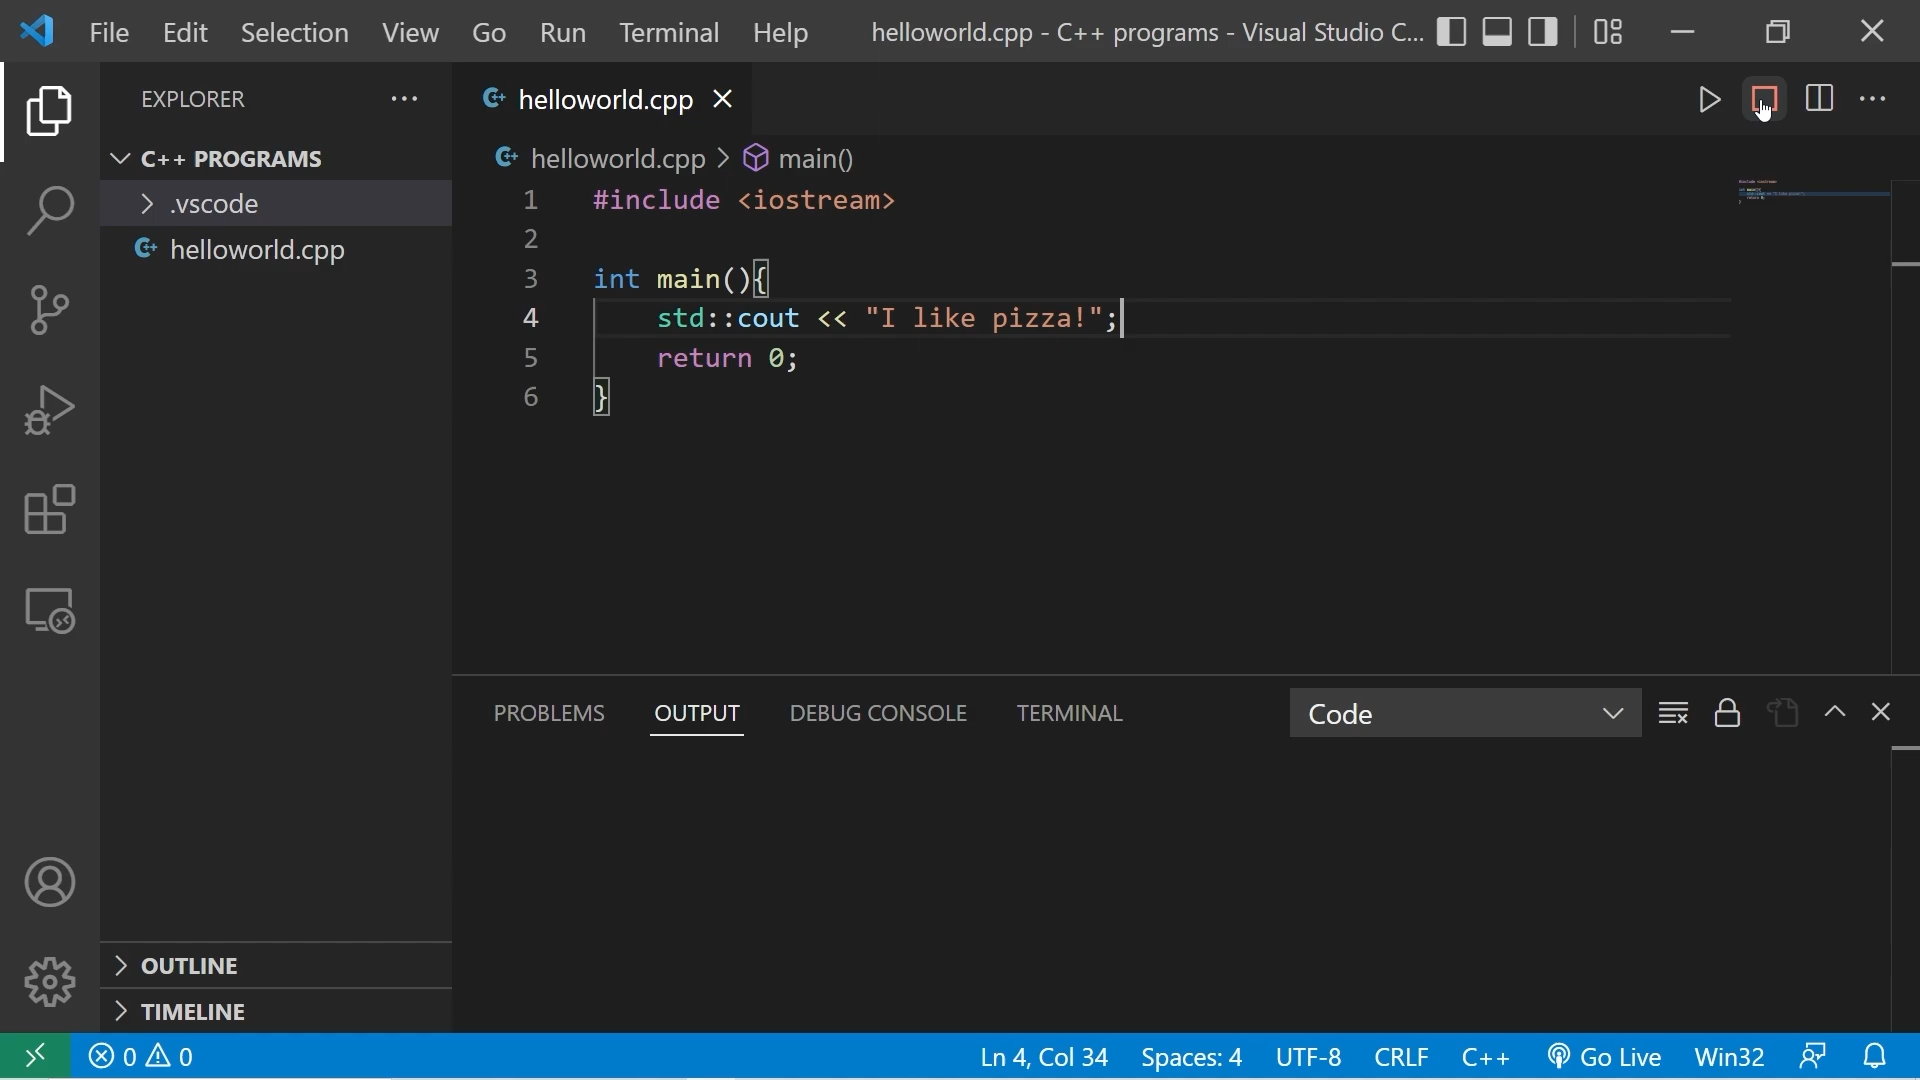 File Edit Selection View Go Run Terminal Help helloworld.cpp - C++ programs - Visual Studio C...
EXPLORER
helloworld.cpp
C++ PROGRAMS
.vscode
helloworld.cpp
helloworld.cpp > main()
1 #include <iostream>
2
3 int main(){
4 std::cout << "I like pizza!";
5 return 0;
6 }
PROBLEMS OUTPUT DEBUG CONSOLE TERMINAL Code
OUTLINE
TIMELINE
0 0 Ln 4, Col 34 Spaces: 4 UTF-8 CRLF C++ Go Live Win32